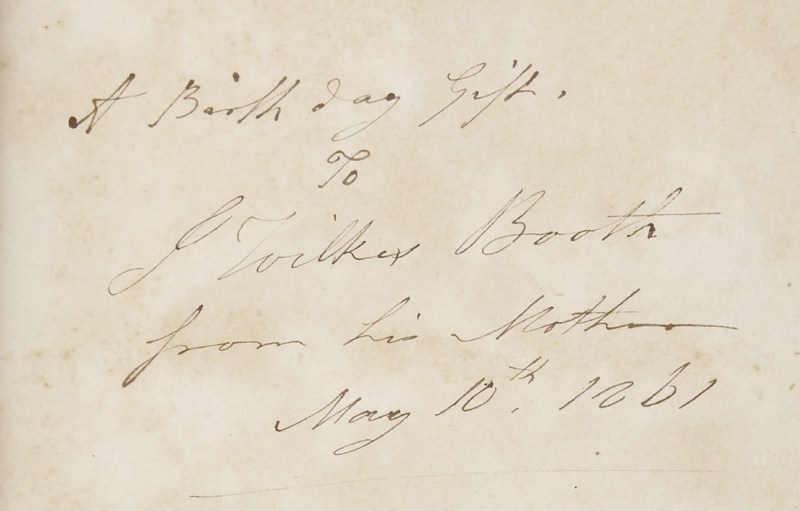 A Birth day Gift.
To
J Wilkes Booth
from his Mother
May 10th. 1861